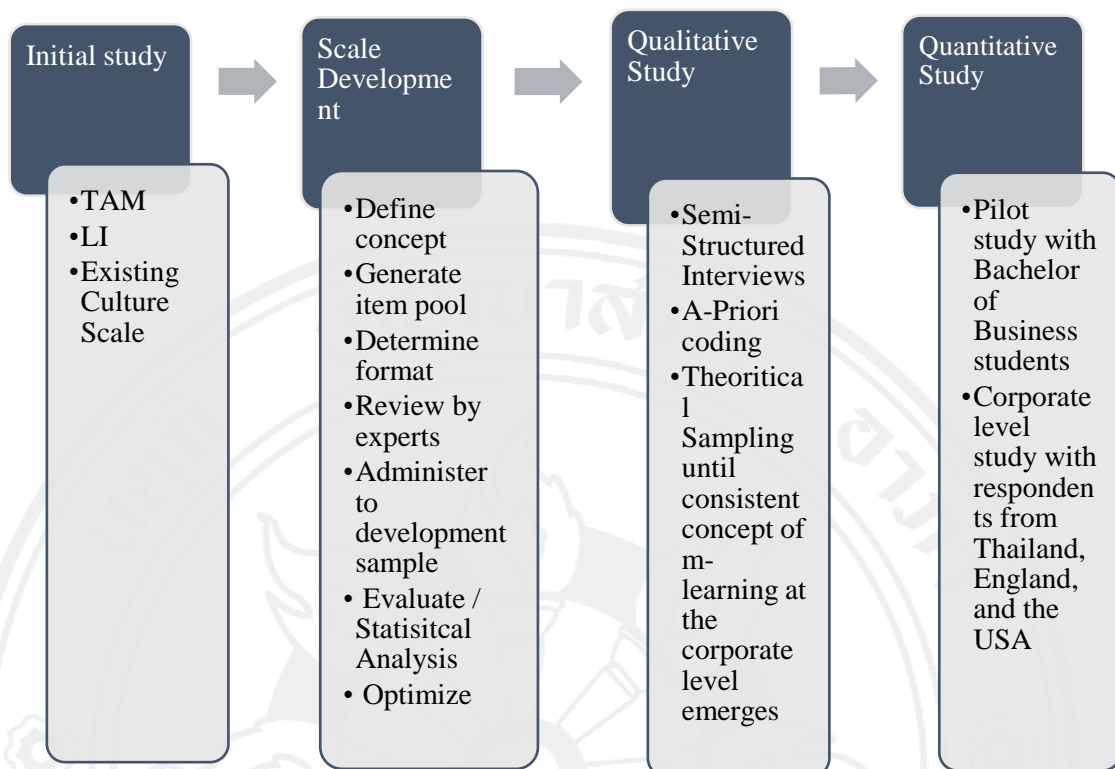 Initial study
•TAM
•LI
•Existing
Culture
Scale
Scale
Developme
nt
•Define
concept
•Generate
item pool
•Determine
format
•Review by
experts
•Administer
to
development
sample
• Evaluate /
Statisitcal
Analysis
• Optimize
Qualitative
Study
•Semi-
Structured
Interviews
•A-Priori
coding
•Theoritica
l
Sampling
until
consistent
concept of
m-
learning at
the
corporate
level
emerges
Quantitative
Study
•Pilot
study with
Bachelor
of
Business
students
•Corporate
level
study with
responden
ts from
Thailand,
England,
and the
USA